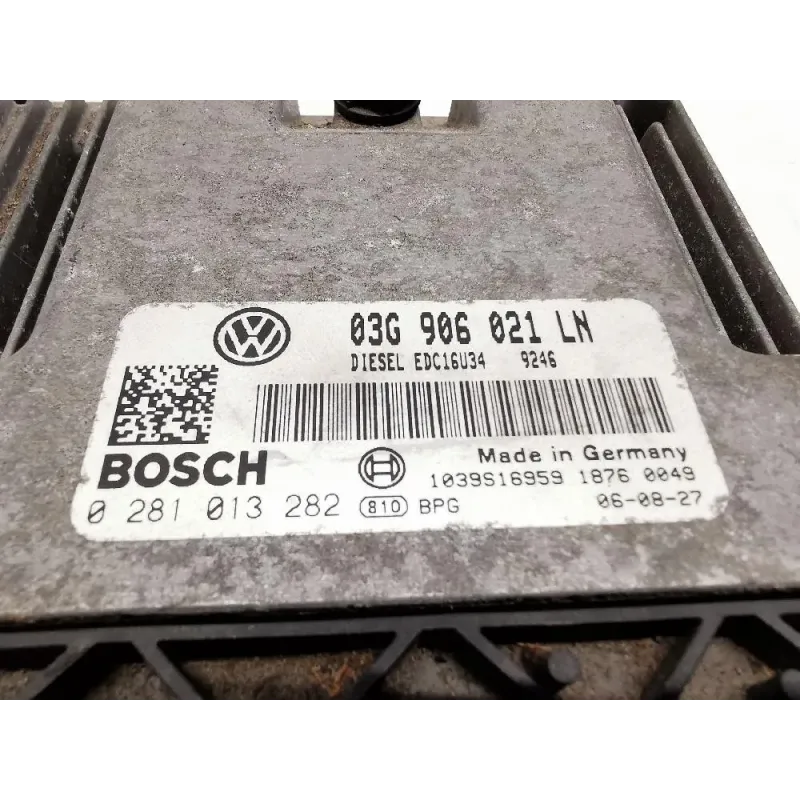 VW
03G 906 021 LN
DIESEL EDC16U34 9246
BOSCH
Made in Germany
1039S16959 1876 0049
0 281 013 282 810 BPG
06-08-27